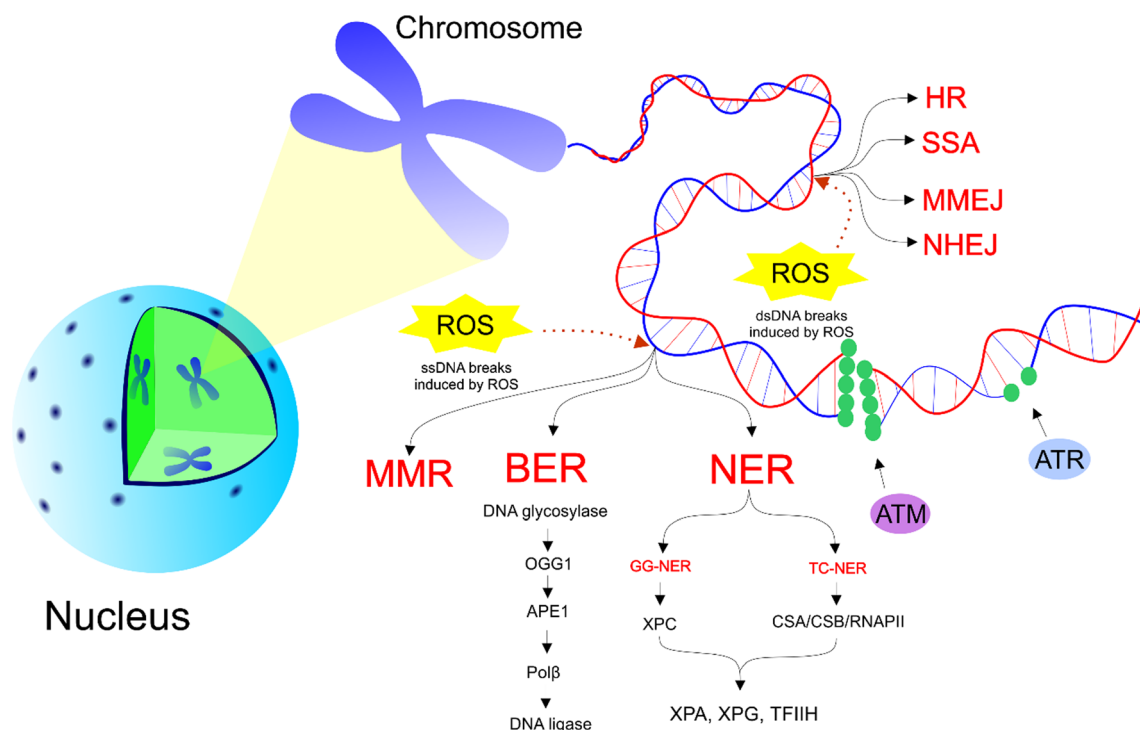 Chromosome
HR
SSA
MMEJ
NHEJ
ROS
dsDNA breaks
induced by ROS
ROS
ssDNA breaks
induced by ROS
ATR
ATM
MMR
BER
NER
DNA glycosylase
OGG1
APE1
Polβ
DNA ligase
GG-NER
TC-NER
XPC
CSA/CSB/RNAPII
XPA, XPG, TFIIH
Nucleus